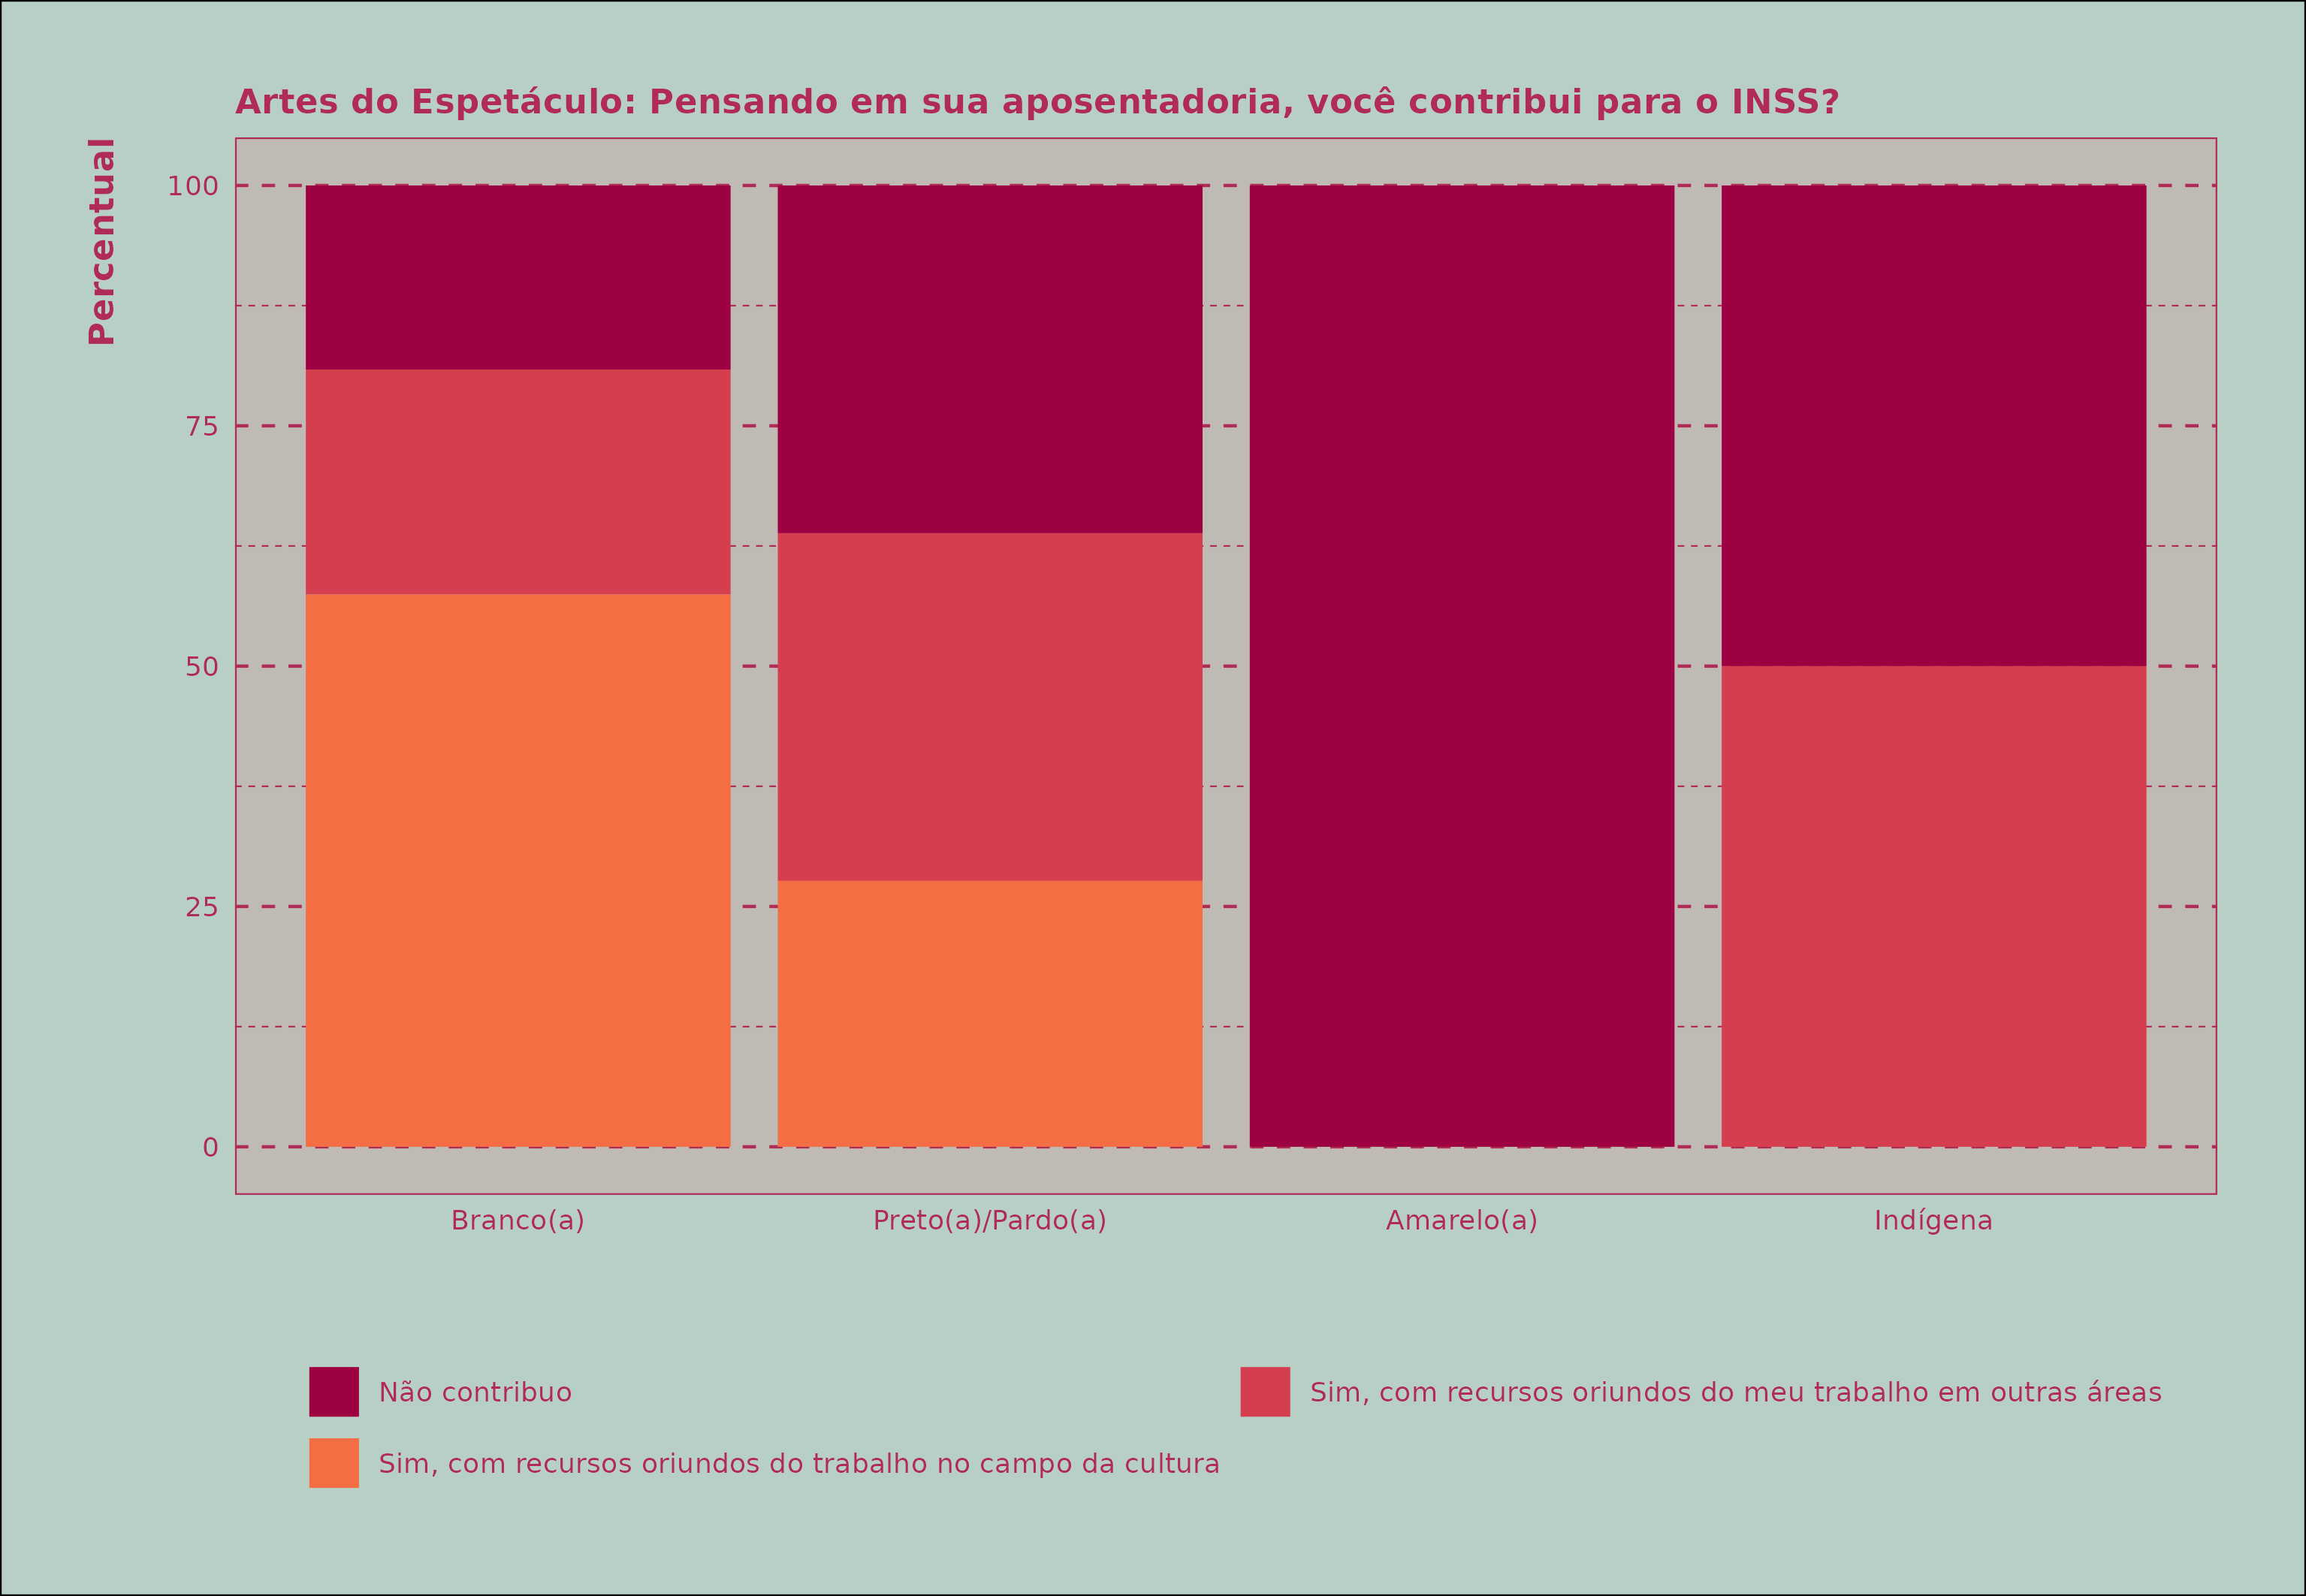 Artes do Espetáculo: Pensando em sua aposentadoria, você contribui para o INSS?
Percentual
100
75
50
25
0
Branco(a)
Preto(a)/Pardo(a)
Amarelo(a)
Indígena
Não contribuo
Sim, com recursos oriundos do meu trabalho em outras áreas
Sim, com recursos oriundos do trabalho no campo da cultura